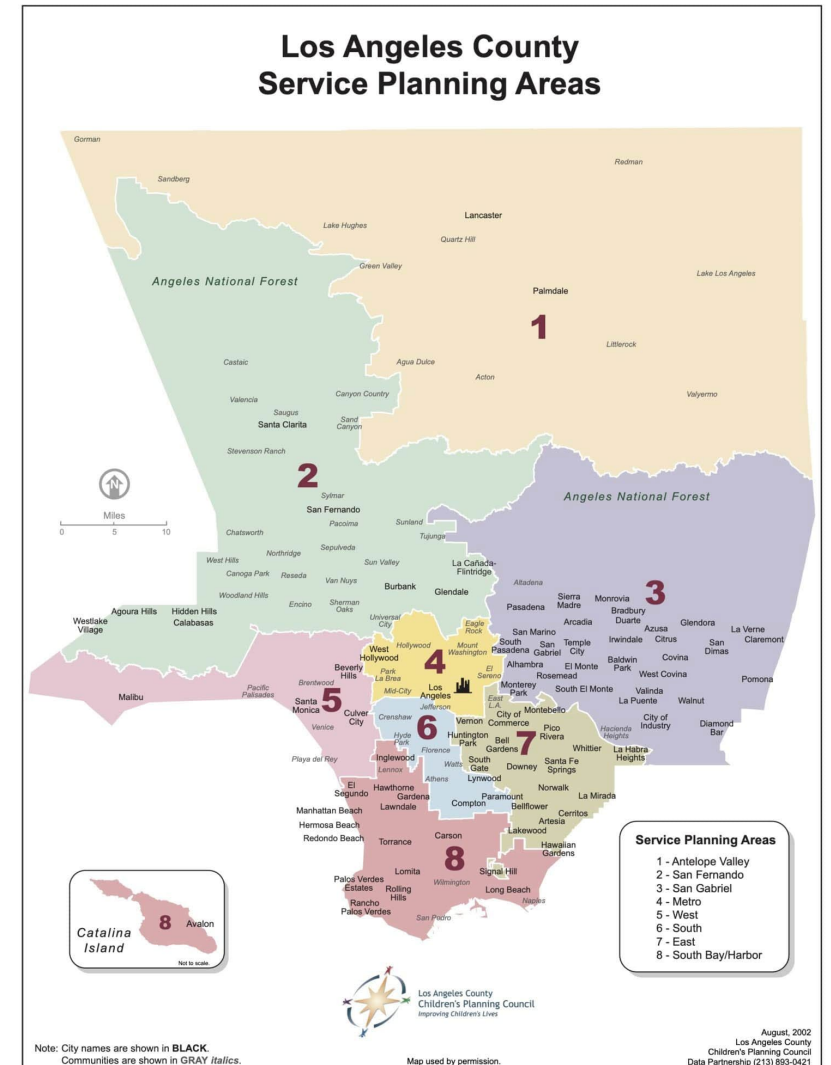 Los Angeles County
Service Planning Areas
Gorman
Redman
Sandberg
Lancaster
Lake Hughes
Quartz Hill
Green Valley
Lake Los Angeles
Angeles National Forest
Palmdale
1
Littlerock
Castaic
Agua Dulce
Acton
Canyon Country
Valyermo
Valencia
Saugus
Santa Clarita
Sand
Canyon
Stevenson Ranch
2
N
Miles
0 5 10
Sylmar
San Fernando
Angeles National Forest
Pacoima
Sunland
Chatsworth
Tujunga
Sepulveda
Northridge
West Hills
Sun Valley
La Cañada-
Flintridge
Canoga Park
Reseda
Van Nuys
Altadena
Burbank
Glendale
Woodland Hills
Encino
Sherman
Oaks
3
Sierra
Madre
Monrovia
Pasadena
Bradbury
Duarte
Agoura Hills
Hidden Hills
Calabasas
Westlake
Village
Universal
City
Eagle
Rock
Arcadia
Azusa
Glendora
La Verne
Claremont
San Marino
Irwindale
Citrus
San
Dimas
South
Pasadena
San
Gabriel
Temple
City
West
Hollywood
Hollywood
Mount
Washington
4
Covina
Baldwin
Park
Alhambra
El Monte
Rosemead
West Covina
Beverly
Hills
Park
La Brea
El
Sereno
Pomona
Brentwood
Pacific
Palisades
Mid-City
Los
Angeles
Monterey
Park
South El Monte
Valinda
La Puente
Walnut
Malibu
5
Santa
Monica
Culver
City
Jefferson
East
L.A.
Montebello
Crenshaw
6
Vernon
City of
Commerce
City of
Industry
Diamond
Bar
Venice
Pico
Rivera
Hacienda
Heights
Hyde
Park
Huntington
Park
Bell
Gardens
7
Whittier
La Habra
Heights
Florence
Playa del Rey
Inglewood
Watts
South
Gate
Downey
Santa Fe
Springs
Lennox
Athens
Lynwood
El
Segundo
Hawthorne
Gardena
Lawndale
Norwalk
Paramount
La Mirada
Compton
Bellflower
Manhattan Beach
Cerritos
Artesia
Hermosa Beach
Lakewood
Redondo Beach
Torrance
Carson
Hawaiian
Gardens
8
Lomita
Signal Hill
Palos Verdes
Estates
Rolling
Hills
Wilmington
Long Beach
Rancho
Palos Verdes
Naples
San Pedro
Service Planning Areas
1 - Antelope Valley
2 - San Fernando
3 - San Gabriel
4 - Metro
5 - West
6 - South
7 - East
8 - South Bay/Harbor
8
Avalon
Catalina
Island
Not to scale.
Los Angeles County
Children's Planning Council
Improving Children's Lives
Note: City names are shown in BLACK.
Communities are shown in GRAY italics.
Map used by permission.
August, 2002
Los Angeles County
Children's Planning Council
Data Partnership (213) 893-0421